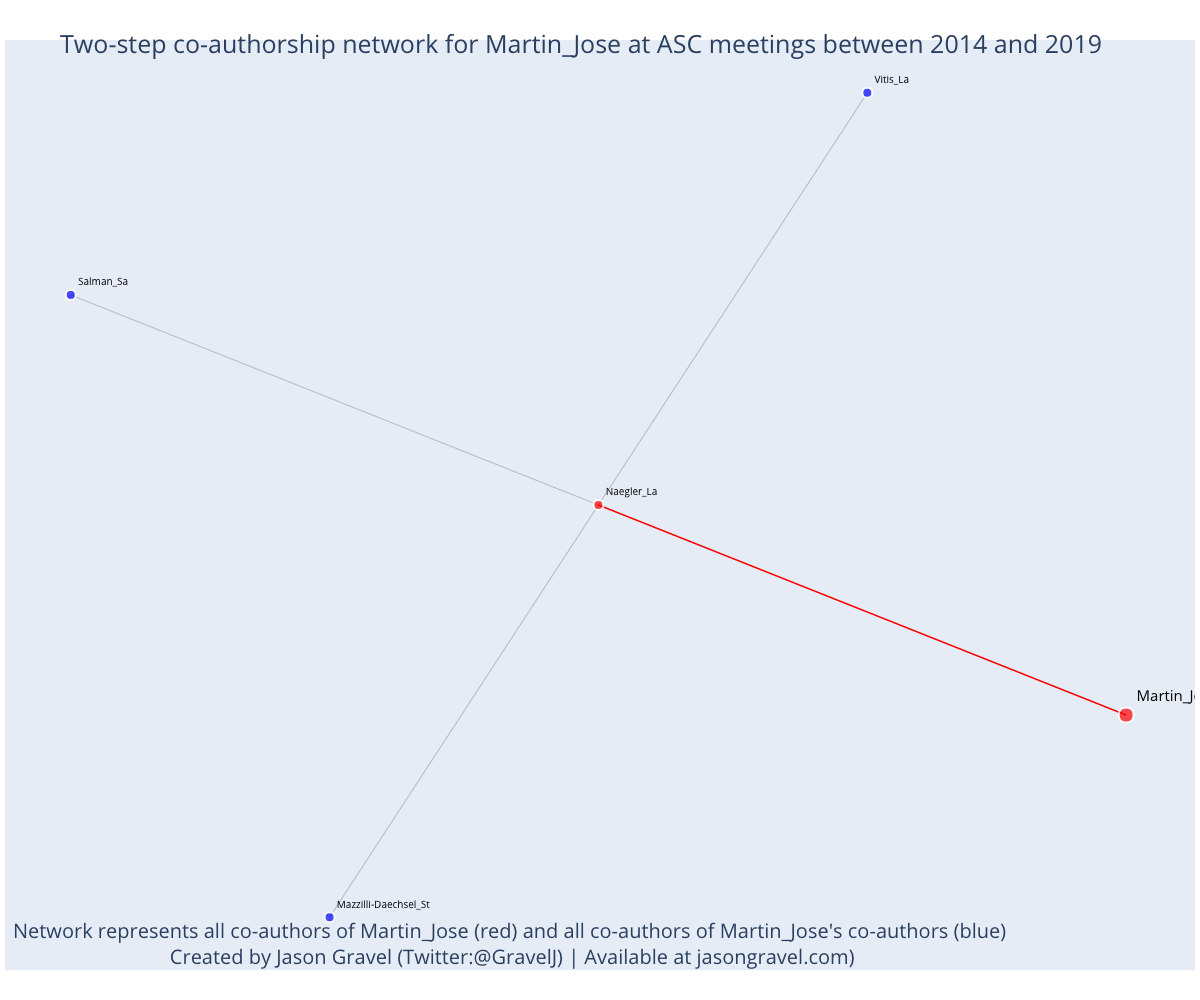 Two-step co-authorship network for Martin_Jose at ASC meetings between 2014 and 2019
Vitis_La
Salman_Sa
Naegler_La
Martin_J
Mazzilli-Daechsel_St
Network represents all co-authors of Martin_Jose (red) and all co-authors of Martin_Jose's co-authors (blue)
Created by Jason Gravel (Twitter:@GravelJ) | Available at jasongravel.com)